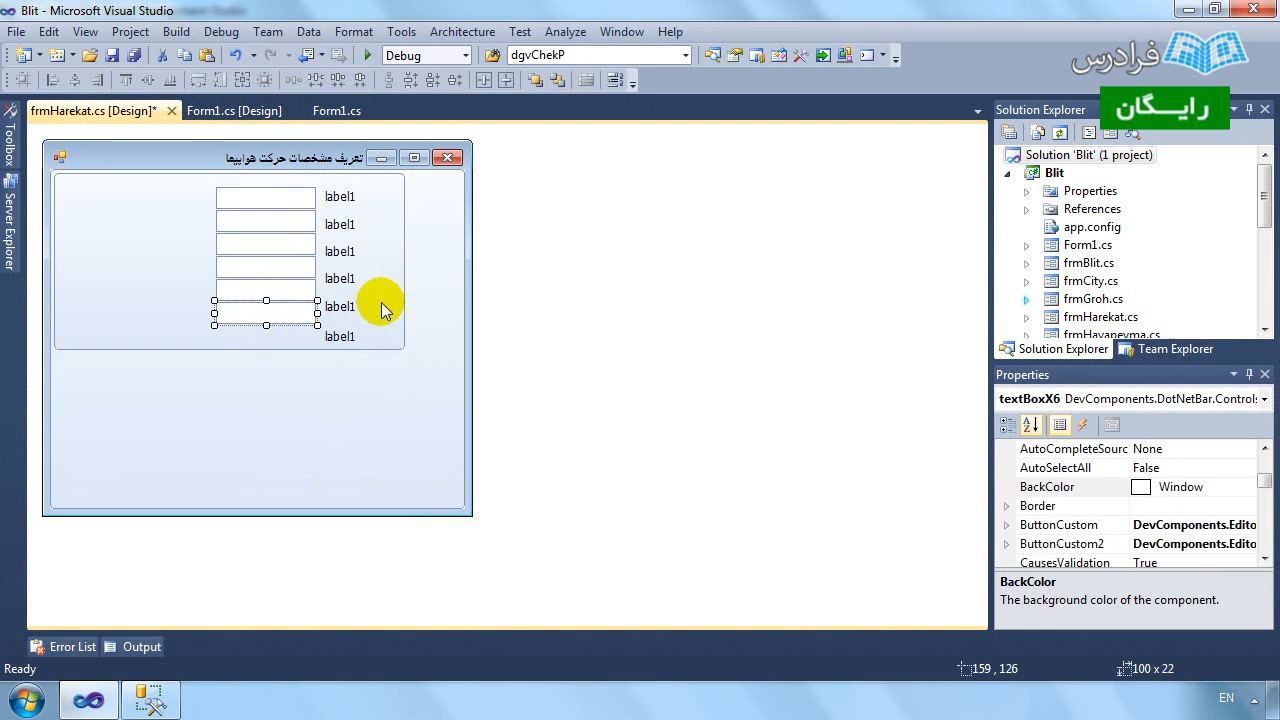 Blit - Microsoft Visual Studio
File Edit View Project Build Debug Team Data Format Tools Architecture Test Analyze Window Help
Debug dgvChekP
فرادرس
رایـــگان
frmHarekat.cs [Design]* Form1.cs [Design] Form1.cs
Toolbox
Server Explorer
تعریف مشخصات حرکت هواپیما
label1
label1
label1
label1
label1
label1
Solution Explorer
Solution 'Blit' (1 project)
Blit
Properties
References
app.config
Form1.cs
frmBlit.cs
frmCity.cs
frmGroh.cs
frmHarekat.cs
frmHavapeyma.cs
Solution Explorer Team Explorer
Properties
textBoxX6 DevComponents.DotNetBar.Controls
AutoCompleteSourc None
AutoSelectAll False
BackColor Window
Border
ButtonCustom DevComponents.Edito
ButtonCustom2 DevComponents.Edito
CausesValidation True
BackColor
The background color of the component.
Error List Output
Ready 159 , 126 100 x 22
EN